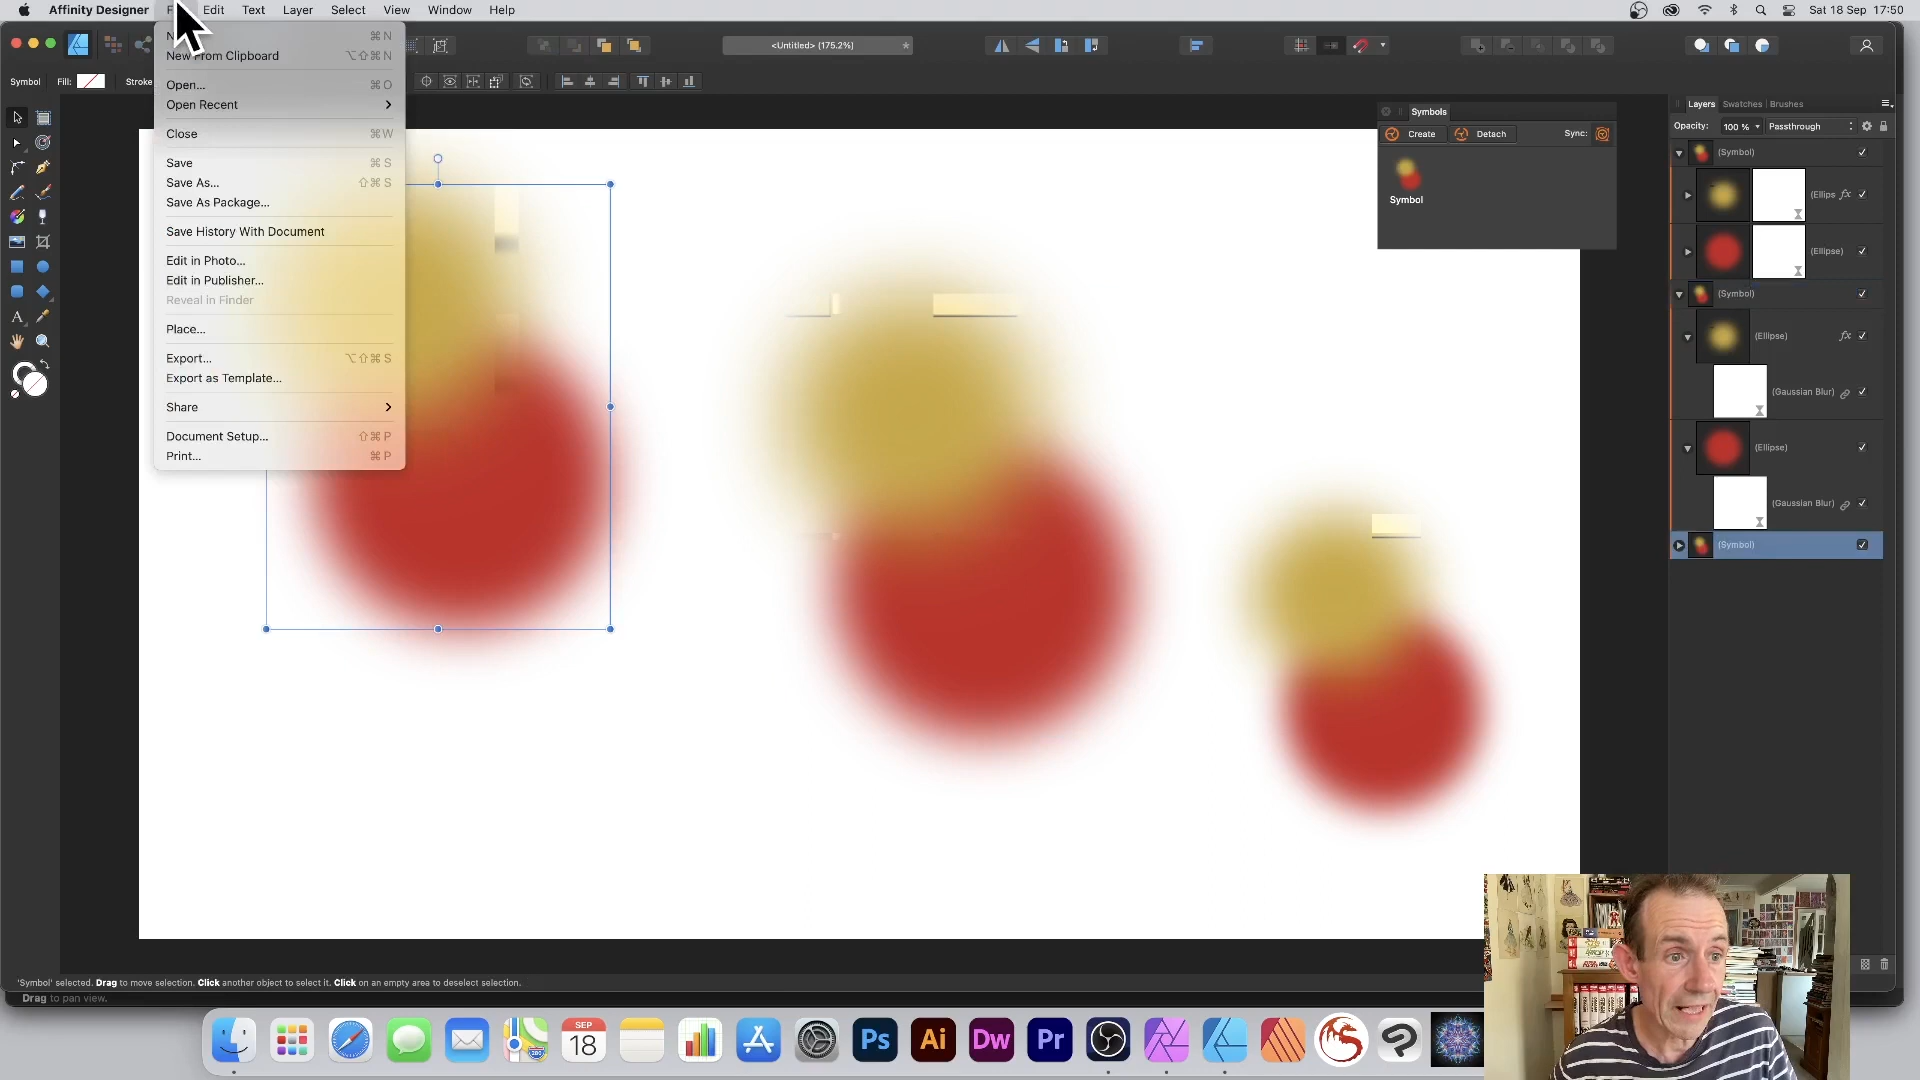 Affinity Designer
Edit
Text
Layer
Select
View
Window
Help
Sat 18 Sep 17:50
⌘ N
New From Clipboard ⌥⇧⌘ N
Open... ⌘ O
Open Recent
Close ⌘ W
Save ⌘ S
Save As... ⇧⌘ S
Save As Package...
Save History With Document
Edit in Photo...
Edit in Publisher...
Reveal in Finder
Place...
Export... ⌥⇧⌘ S
Export as Template...
Share
Document Setup... ⇧⌘ P
Print... ⌘ P
<Untitled> (175.2%)
Symbol
Fill:
Stroke
Symbols
Create
Detach
Sync:
Symbol
Layers
Swatches
Brushes
Opacity: 100 % Passthrough
(Symbol)
(Ellips fx
(Ellipse)
(Symbol)
(Ellipse) fx
(Gaussian Blur)
(Ellipse)
(Gaussian Blur)
(Symbol)
'Symbol' selected. Drag to move selection. Click another object to select it. Click on an empty area to deselect selection.
Drag to pan view.
SEP
18
280
Ps
Ai
Dw
Pr